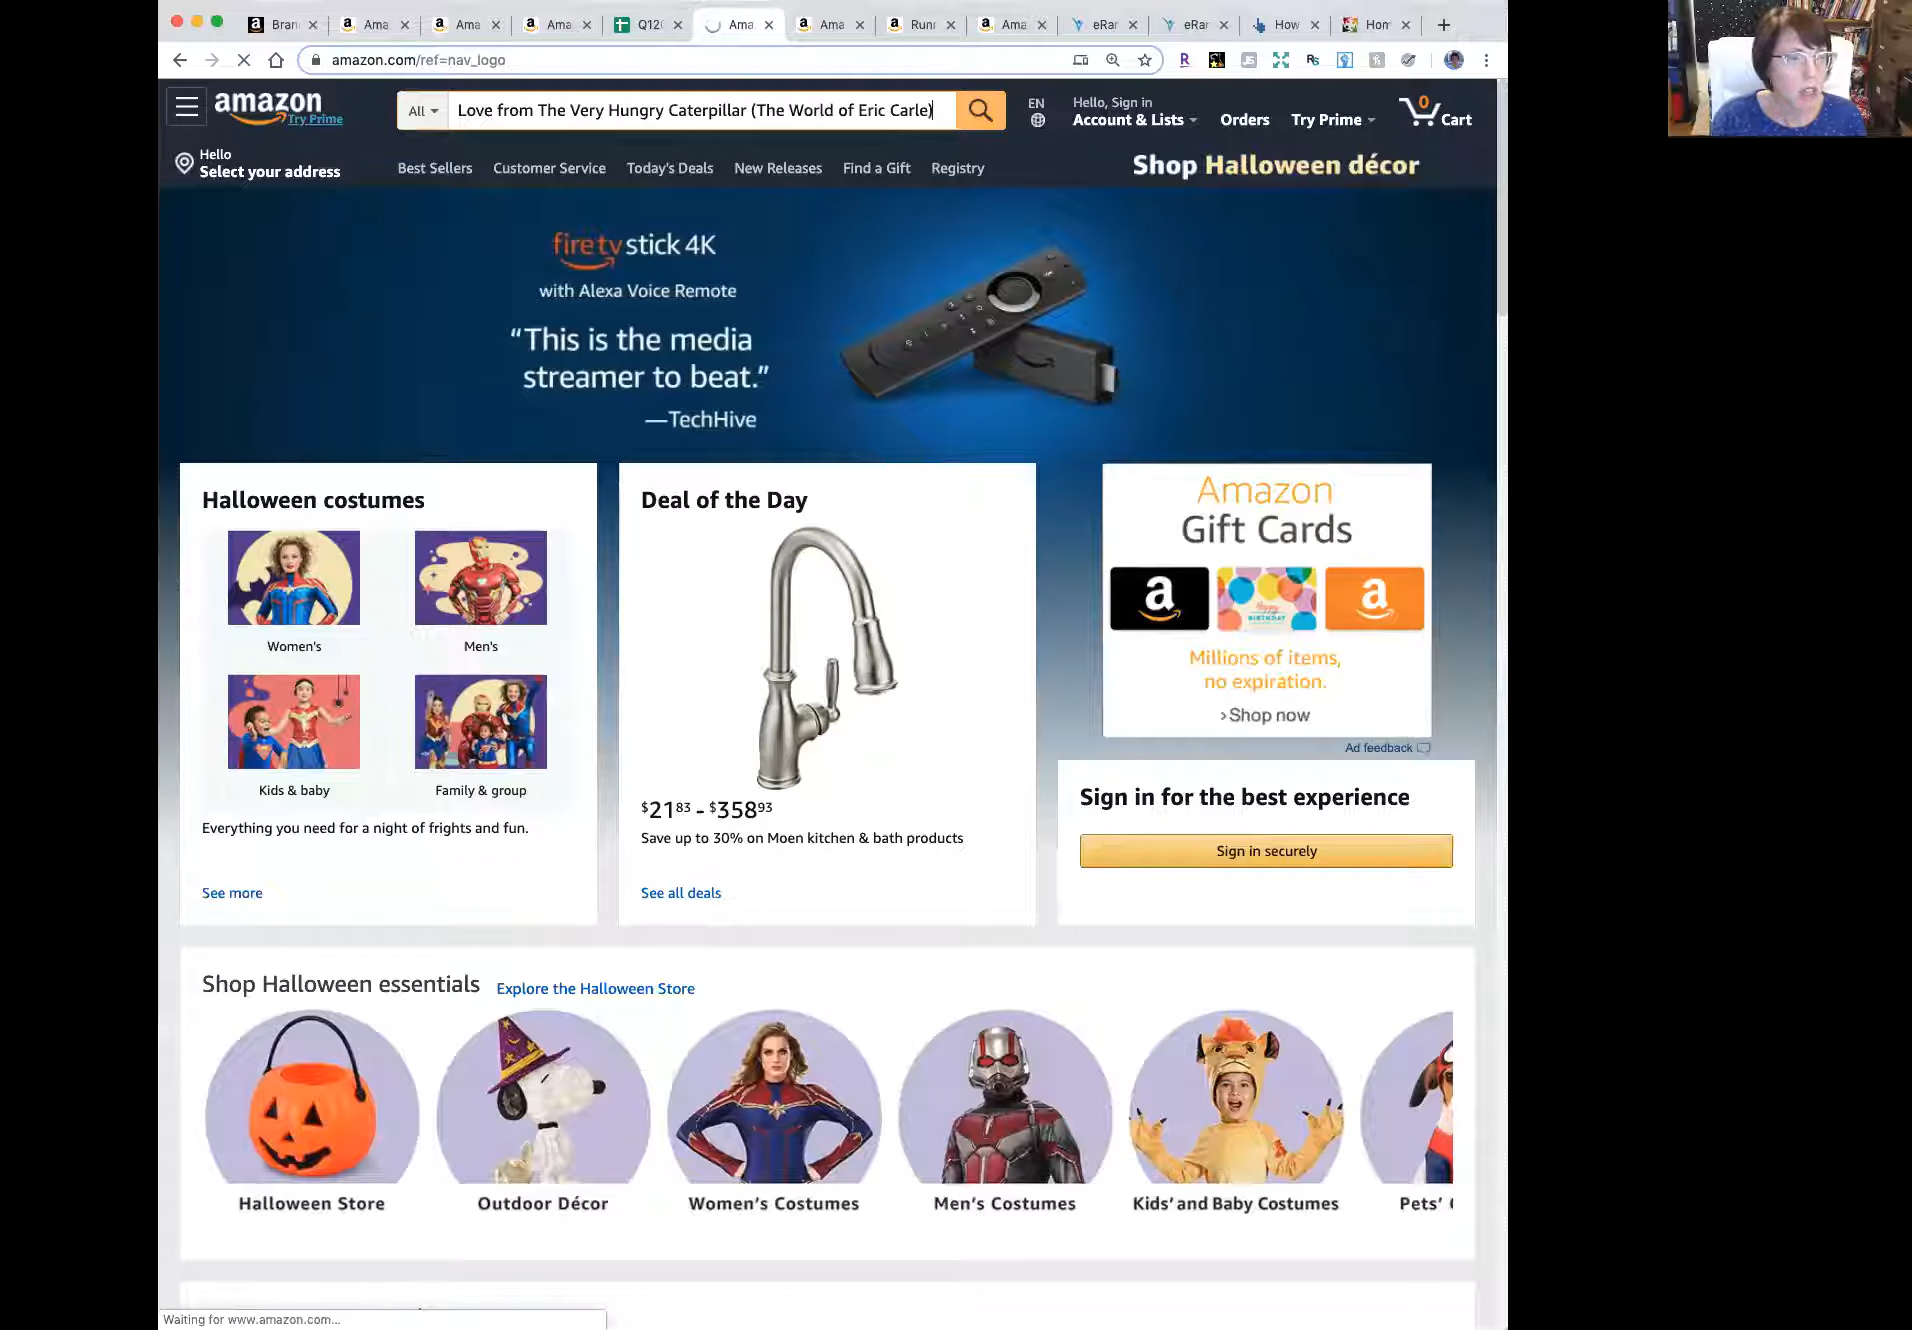 Bran
Ama
Ama
Ama
Q120
Ama
Ama
Runn
Ama
eRan
eRan
How
Hom
amazon.com/ref=nav_logo
amazon
Try Prime
All
Love from The Very Hungry Caterpillar (The World of Eric Carle)
EN
Hello, Sign in
Account & Lists
Orders
Try Prime
0
Cart
Hello
Select your address
Best Sellers
Customer Service
Today's Deals
New Releases
Find a Gift
Registry
Shop Halloween décor
fire tv stick 4K
with Alexa Voice Remote
“This is the media
streamer to beat.”
—TechHive
Halloween costumes
Women's
Men's
Kids & baby
Family & group
Everything you need for a night of frights and fun.
See more
Deal of the Day
$21 83 - $358 93
Save up to 30% on Moen kitchen & bath products
See all deals
Amazon
Gift Cards
Happy
BIRTHDAY
Millions of items,
no expiration.
›Shop now
Ad feedback
Sign in for the best experience
Sign in securely
Shop Halloween essentials
Explore the Halloween Store
Halloween Store
Outdoor Décor
Women’s Costumes
Men’s Costumes
Kids’ and Baby Costumes
Pets’
Waiting for www.amazon.com...